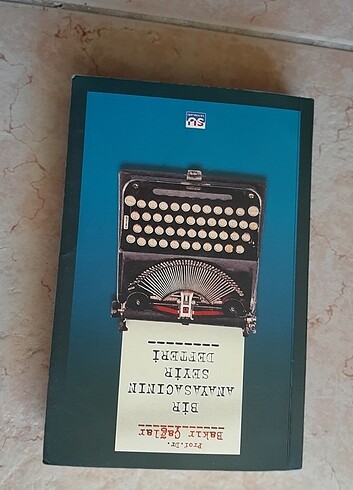 Prof.Dr.
Bakır Çağlar
BİR
ANAYASACININ
SEYİR
DEFTERİ